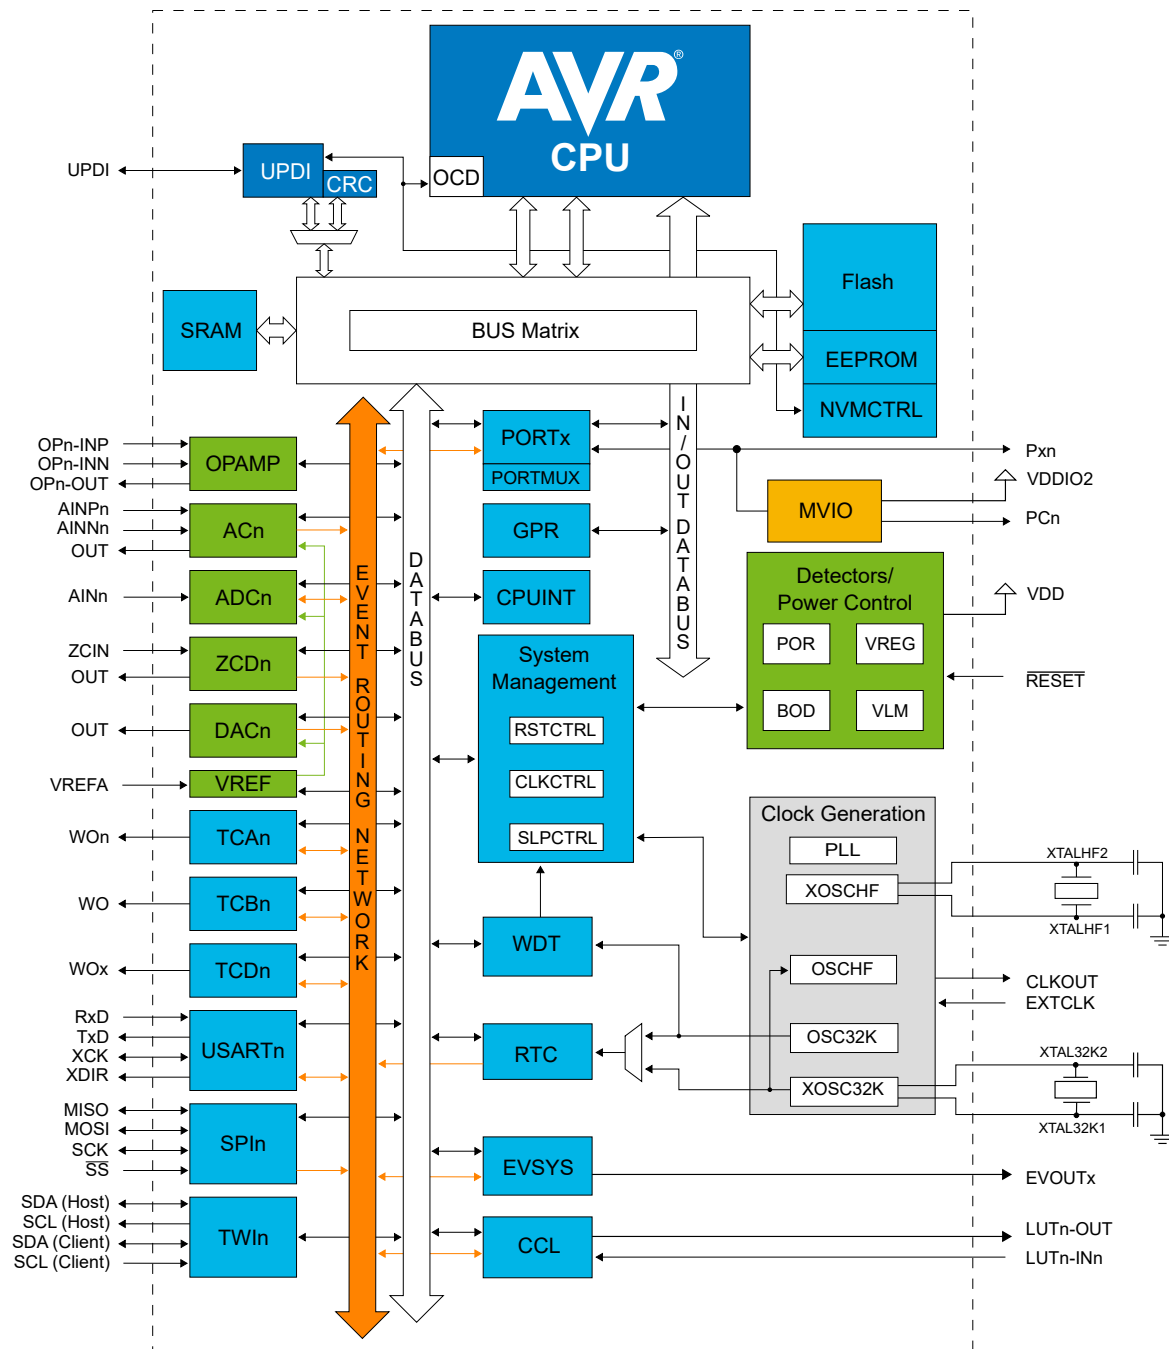 AVR®
CPU
OCD
UPDI
UPDI
CRC
Flash
EEPROM
NVMCTRL
SRAM
BUS Matrix
OPn-INP
OPn-INN
OPn-OUT
OPAMP
AINPn
AINNn
OUT
ACn
AINn
ADCn
ZCIN
OUT
ZCDn
OUT
DACn
VREFA
VREF
WOn
TCAn
WO
TCBn
WOx
TCDn
RxD
TxD
XCK
XDIR
USARTn
MISO
MOSI
SCK
SS
SPIn
SDA (Host)
SCL (Host)
SDA (Client)
SCL (Client)
TWIn
EVENT ROUTING NETWORK
DATABUS
IN/OUT DATABUS
PORTx
PORTMUX
GPR
CPUINT
System
Management
RSTCTRL
CLKCTRL
SLPCTRL
WDT
RTC
EVSYS
CCL
MVIO
Pxn
VDDIO2
PCn
Detectors/
Power Control
POR
VREG
BOD
VLM
VDD
RESET
Clock Generation
PLL
XOSCHF
OSCHF
OSC32K
XOSC32K
XTALHF2
XTALHF1
CLKOUT
EXTCLK
XTAL32K2
XTAL32K1
EVOUTx
LUTn-OUT
LUTn-INn